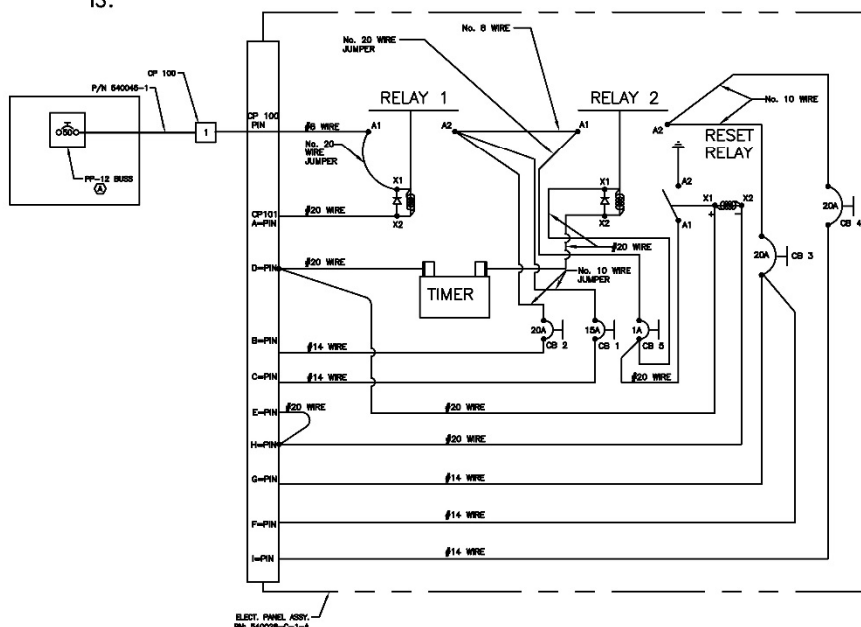 IS:
P/N 540045-1
CP 100
1
50
PP-12 BUSS
A
CP 100
PIN
CP101
A-PIN
D-PIN
B-PIN
C-PIN
E-PIN
H-PIN
G-PIN
F-PIN
I-PIN
ELECT. PANEL ASSY.
No. 20 WIRE
JUMPER
No. 8 WIRE
RELAY 1
RELAY 2
A1
A2
A1
A2
No. 10 WIRE
RESET
RELAY
#8 WIRE
No. 20
WIRE
JUMPER
X1
X2
X1
X2
A2
A1
X1
X2
+
-
#20 WIRE
#20 WIRE
#20 WIRE
TIMER
No. 10 WIRE
JUMPER
20A
CB 4
20A
CB 3
20A
CB 2
15A
CB 1
1A
CB 5
#20 WIRE
#14 WIRE
#14 WIRE
#20 WIRE
#20 WIRE
#20 WIRE
#14 WIRE
#14 WIRE
#14 WIRE